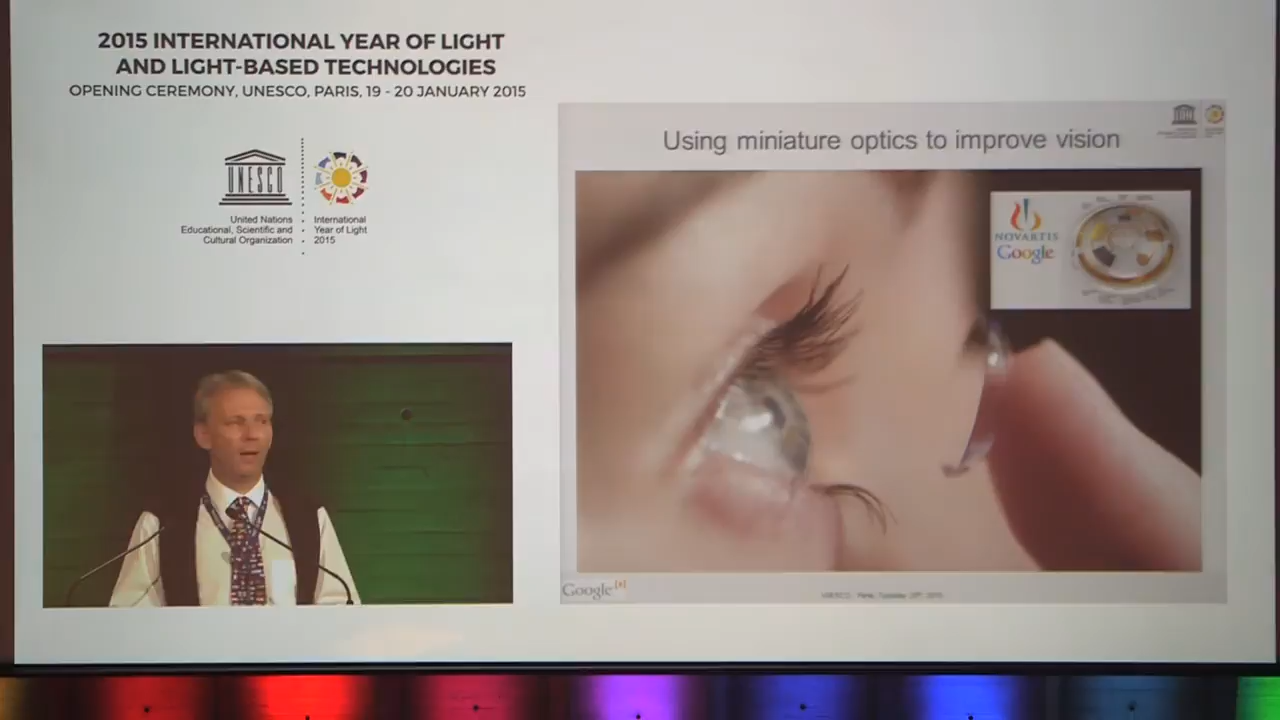 2015 INTERNATIONAL YEAR OF LIGHT
AND LIGHT-BASED TECHNOLOGIES
OPENING CEREMONY, UNESCO, PARIS, 19 - 20 JANUARY 2015
UNESCO
United Nations
Educational, Scientific and
Cultural Organization
International
Year of Light
2015
Using miniature optics to improve vision
NOVARTIS
Google
Google [x]